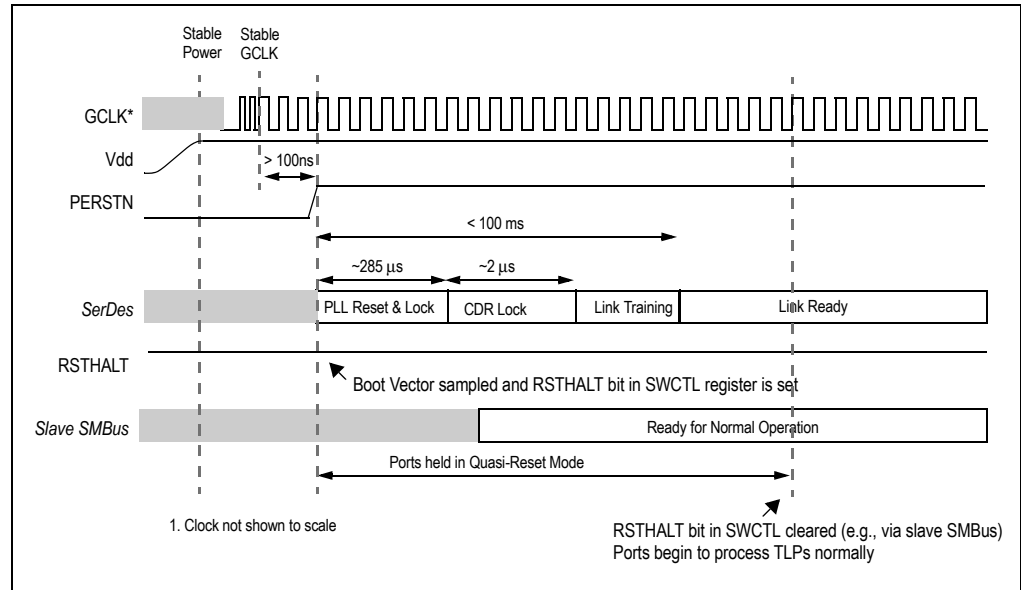 Stable
Power
Stable
GCLK
GCLK*
Vdd
> 100ns
PERSTN
< 100 ms
~285 µs
~2 µs
SerDes
PLL Reset & Lock
CDR Lock
Link Training
Link Ready
RSTHALT
Boot Vector sampled and RSTHALT bit in SWCTL register is set
Slave SMBus
Ready for Normal Operation
Ports held in Quasi-Reset Mode
1. Clock not shown to scale
RSTHALT bit in SWCTL cleared (e.g., via slave SMBus)
Ports begin to process TLPs normally